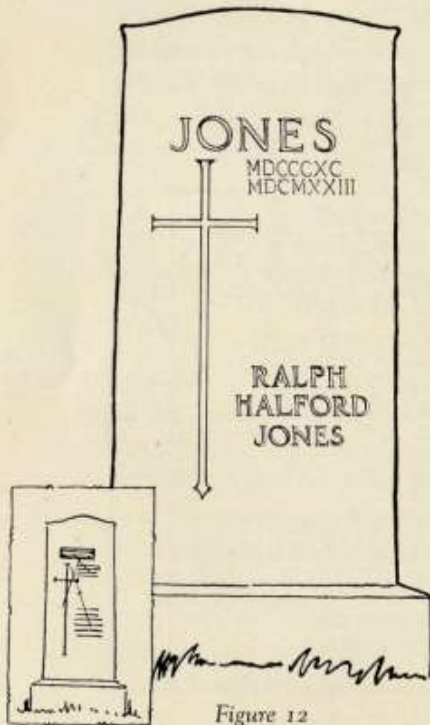 JONES
MDCCCXC
MDCMXXIII
RALPH
HALFORD
JONES
Figure 12